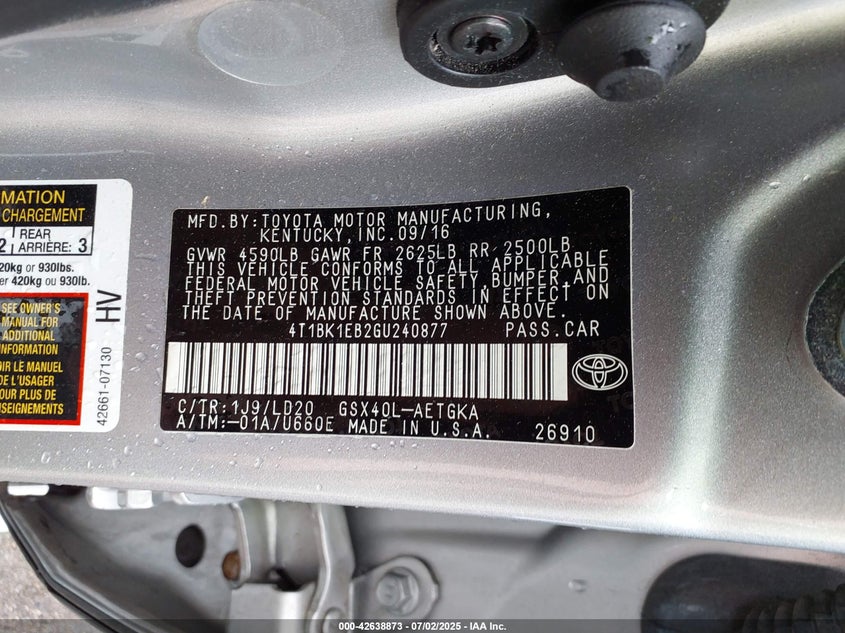 MATION
CHARGEMENT
2 REAR
ARRIÈRE: 3
20kg or 930lbs.
er 420kg ou 930lb.
SEE OWNER'S
MANUAL FOR
ADDITIONAL
INFORMATION
IR LE MANUEL
DE L'USAGER
POUR PLUS DE
NSEIGNEMENTS
HV
42661-07130
MFD.BY:TOYOTA MOTOR MANUFACTURING,
KENTUCKY, INC.09/16
GVWR 4590LB GAWR FR 2625LB RR 2500LB
THIS VEHICLE CONFORMS TO ALL APPLICABLE
FEDERAL MOTOR VEHICLE SAFETY,BUMPER,AND
THEFT PREVENTION STANDARDS IN EFFECT ON
THE DATE OF MANUFACTURE SHOWN ABOVE.
4T1BK1EB2GU240877 PASS.CAR
C/TR:1J9/LD20 GSX40L-AETGKA
A/TM:-01A/U660E MADE IN U.S.A. 26910
000-42638873 - 07/02/2025 - IAA Inc.